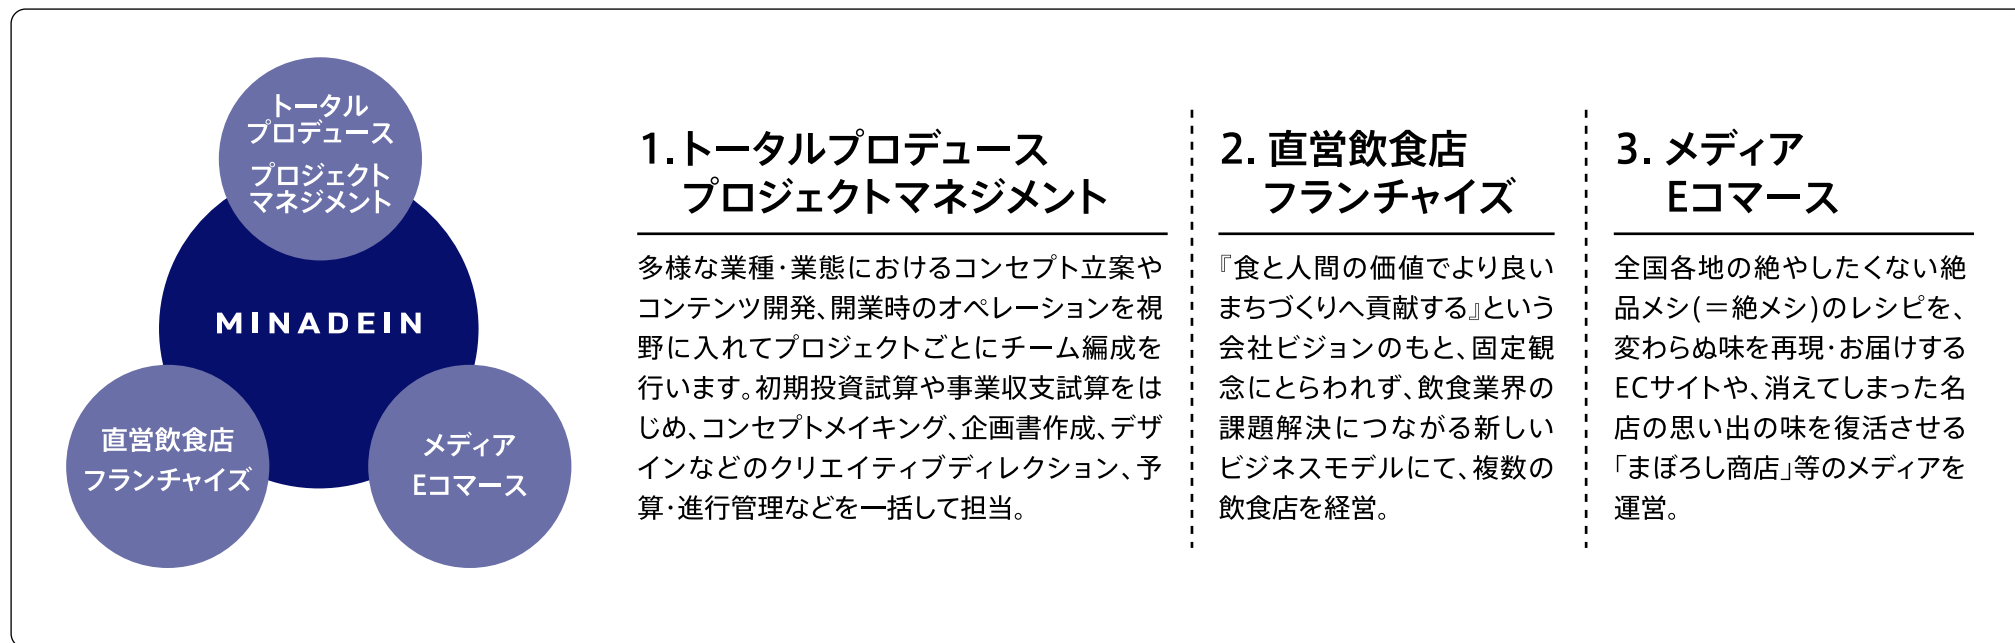 トータル
プロデュース
プロジェクト
マネジメント
MINADEIN
直営飲食店
フランチャイズ
メディア
Eコマース
1.トータルプロデュース
プロジェクトマネジメント
多様な業種・業態におけるコンセプト立案や
コンテンツ開発、開業時のオペレーションを視
野に入れてプロジェクトごとにチーム編成を
行います。初期投資試算や事業収支試算をは
じめ、コンセプトメイキング、企画書作成、デザ
インなどのクリエイティブディレクション、予
算・進行管理などを一括して担当。
2. 直営飲食店
フランチャイズ
『食と人間の価値でより良い
まちづくりへ貢献する』という
会社ビジョンのもと、固定観
念にとらわれず、飲食業界の
課題解決につながる新しい
ビジネスモデルにて、複数の
飲食店を経営。
3. メディア
Eコマース
全国各地の絶やしたくない絶
品メシ(＝絶メシ)のレシピを、
変わらぬ味を再現・お届けする
ECサイトや、消えてしまった名
店の思い出の味を復活させる
「まぼろし商店」等のメディアを
運営。